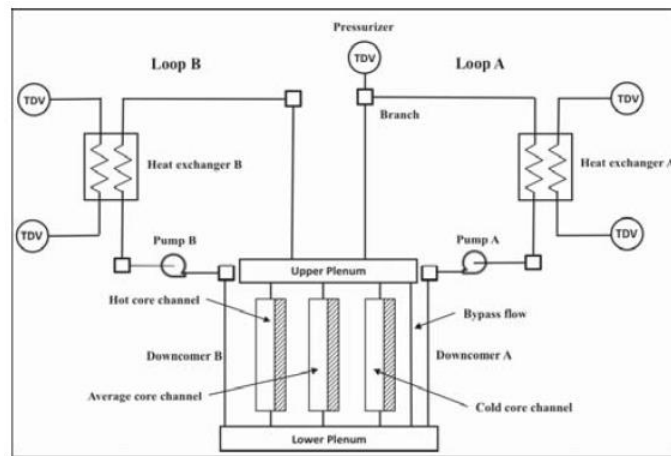 Pressurizer
TDV
Loop B
Loop A
TDV
TDV
Branch
Heat exchanger B
Heat exchanger A
TDV
TDV
Pump B
Pump A
Upper Plenum
Hot core channel
Bypass flow
Downcomer B
Downcomer A
Average core channel
Cold core channel
Lower Plenum